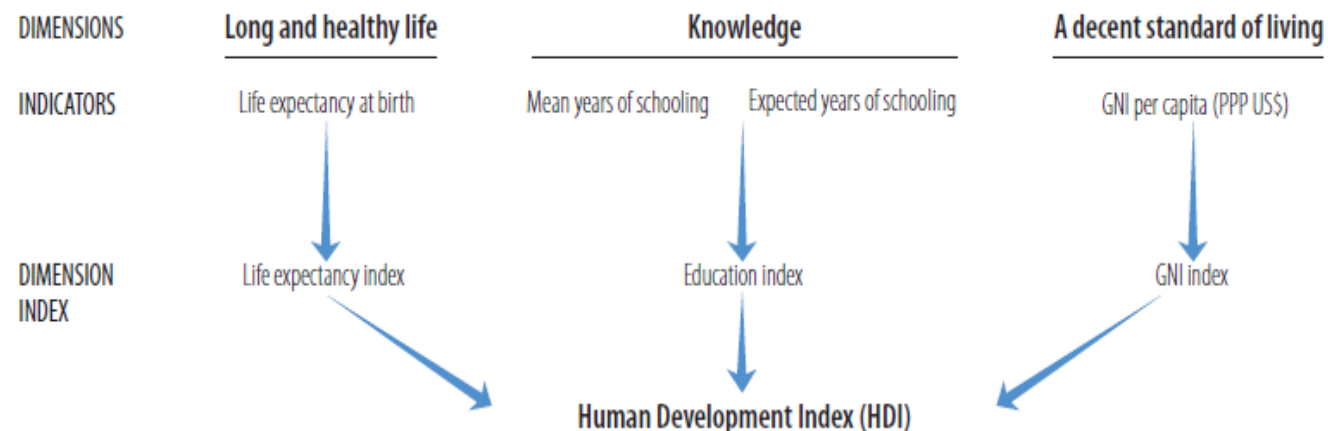 DIMENSIONS Long and healthy life Knowledge A decent standard of living
INDICATORS Life expectancy at birth Mean years of schooling Expected years of schooling GNI per capita (PPP US$)
DIMENSION Life expectancy index Education index GNI index
INDEX
Human Development Index (HDI)